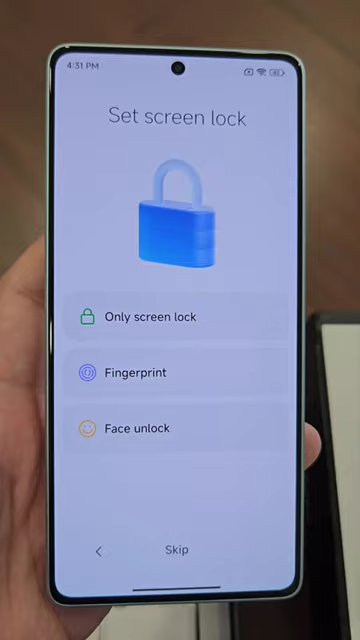 4:31 PM
Set screen lock
Only screen lock
Fingerprint
Face unlock
Skip